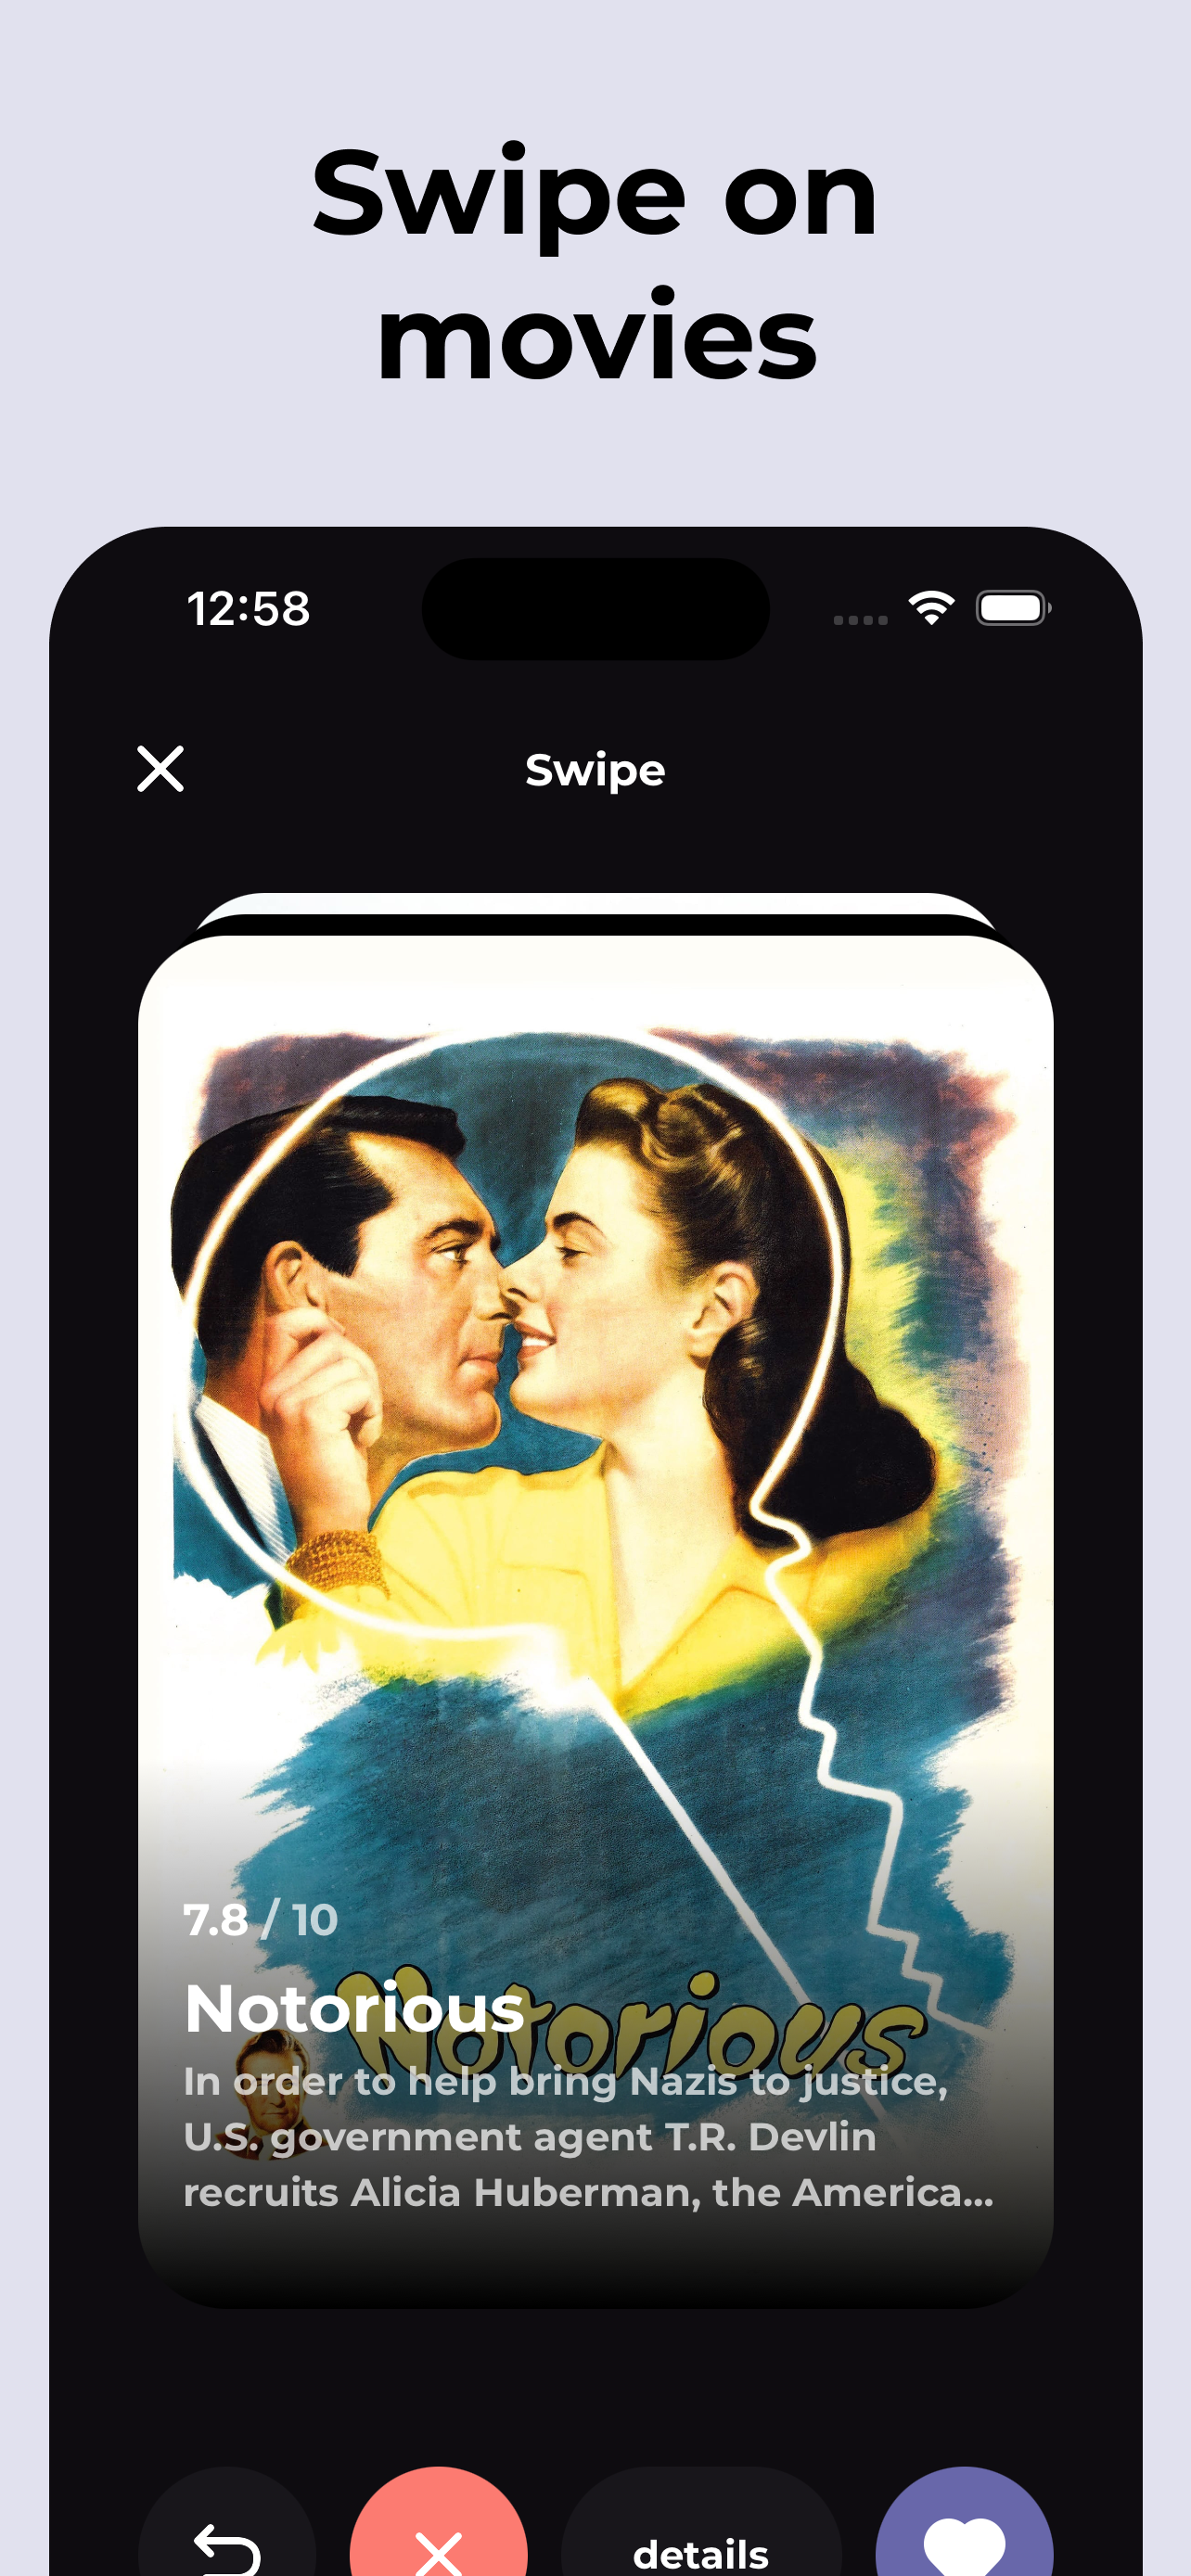 Swipe on
movies
12:58
Swipe
7.8 / 10
Notorious
Notorious
In order to help bring Nazis to justice,
U.S. government agent T.R. Devlin
recruits Alicia Huberman, the America...
details